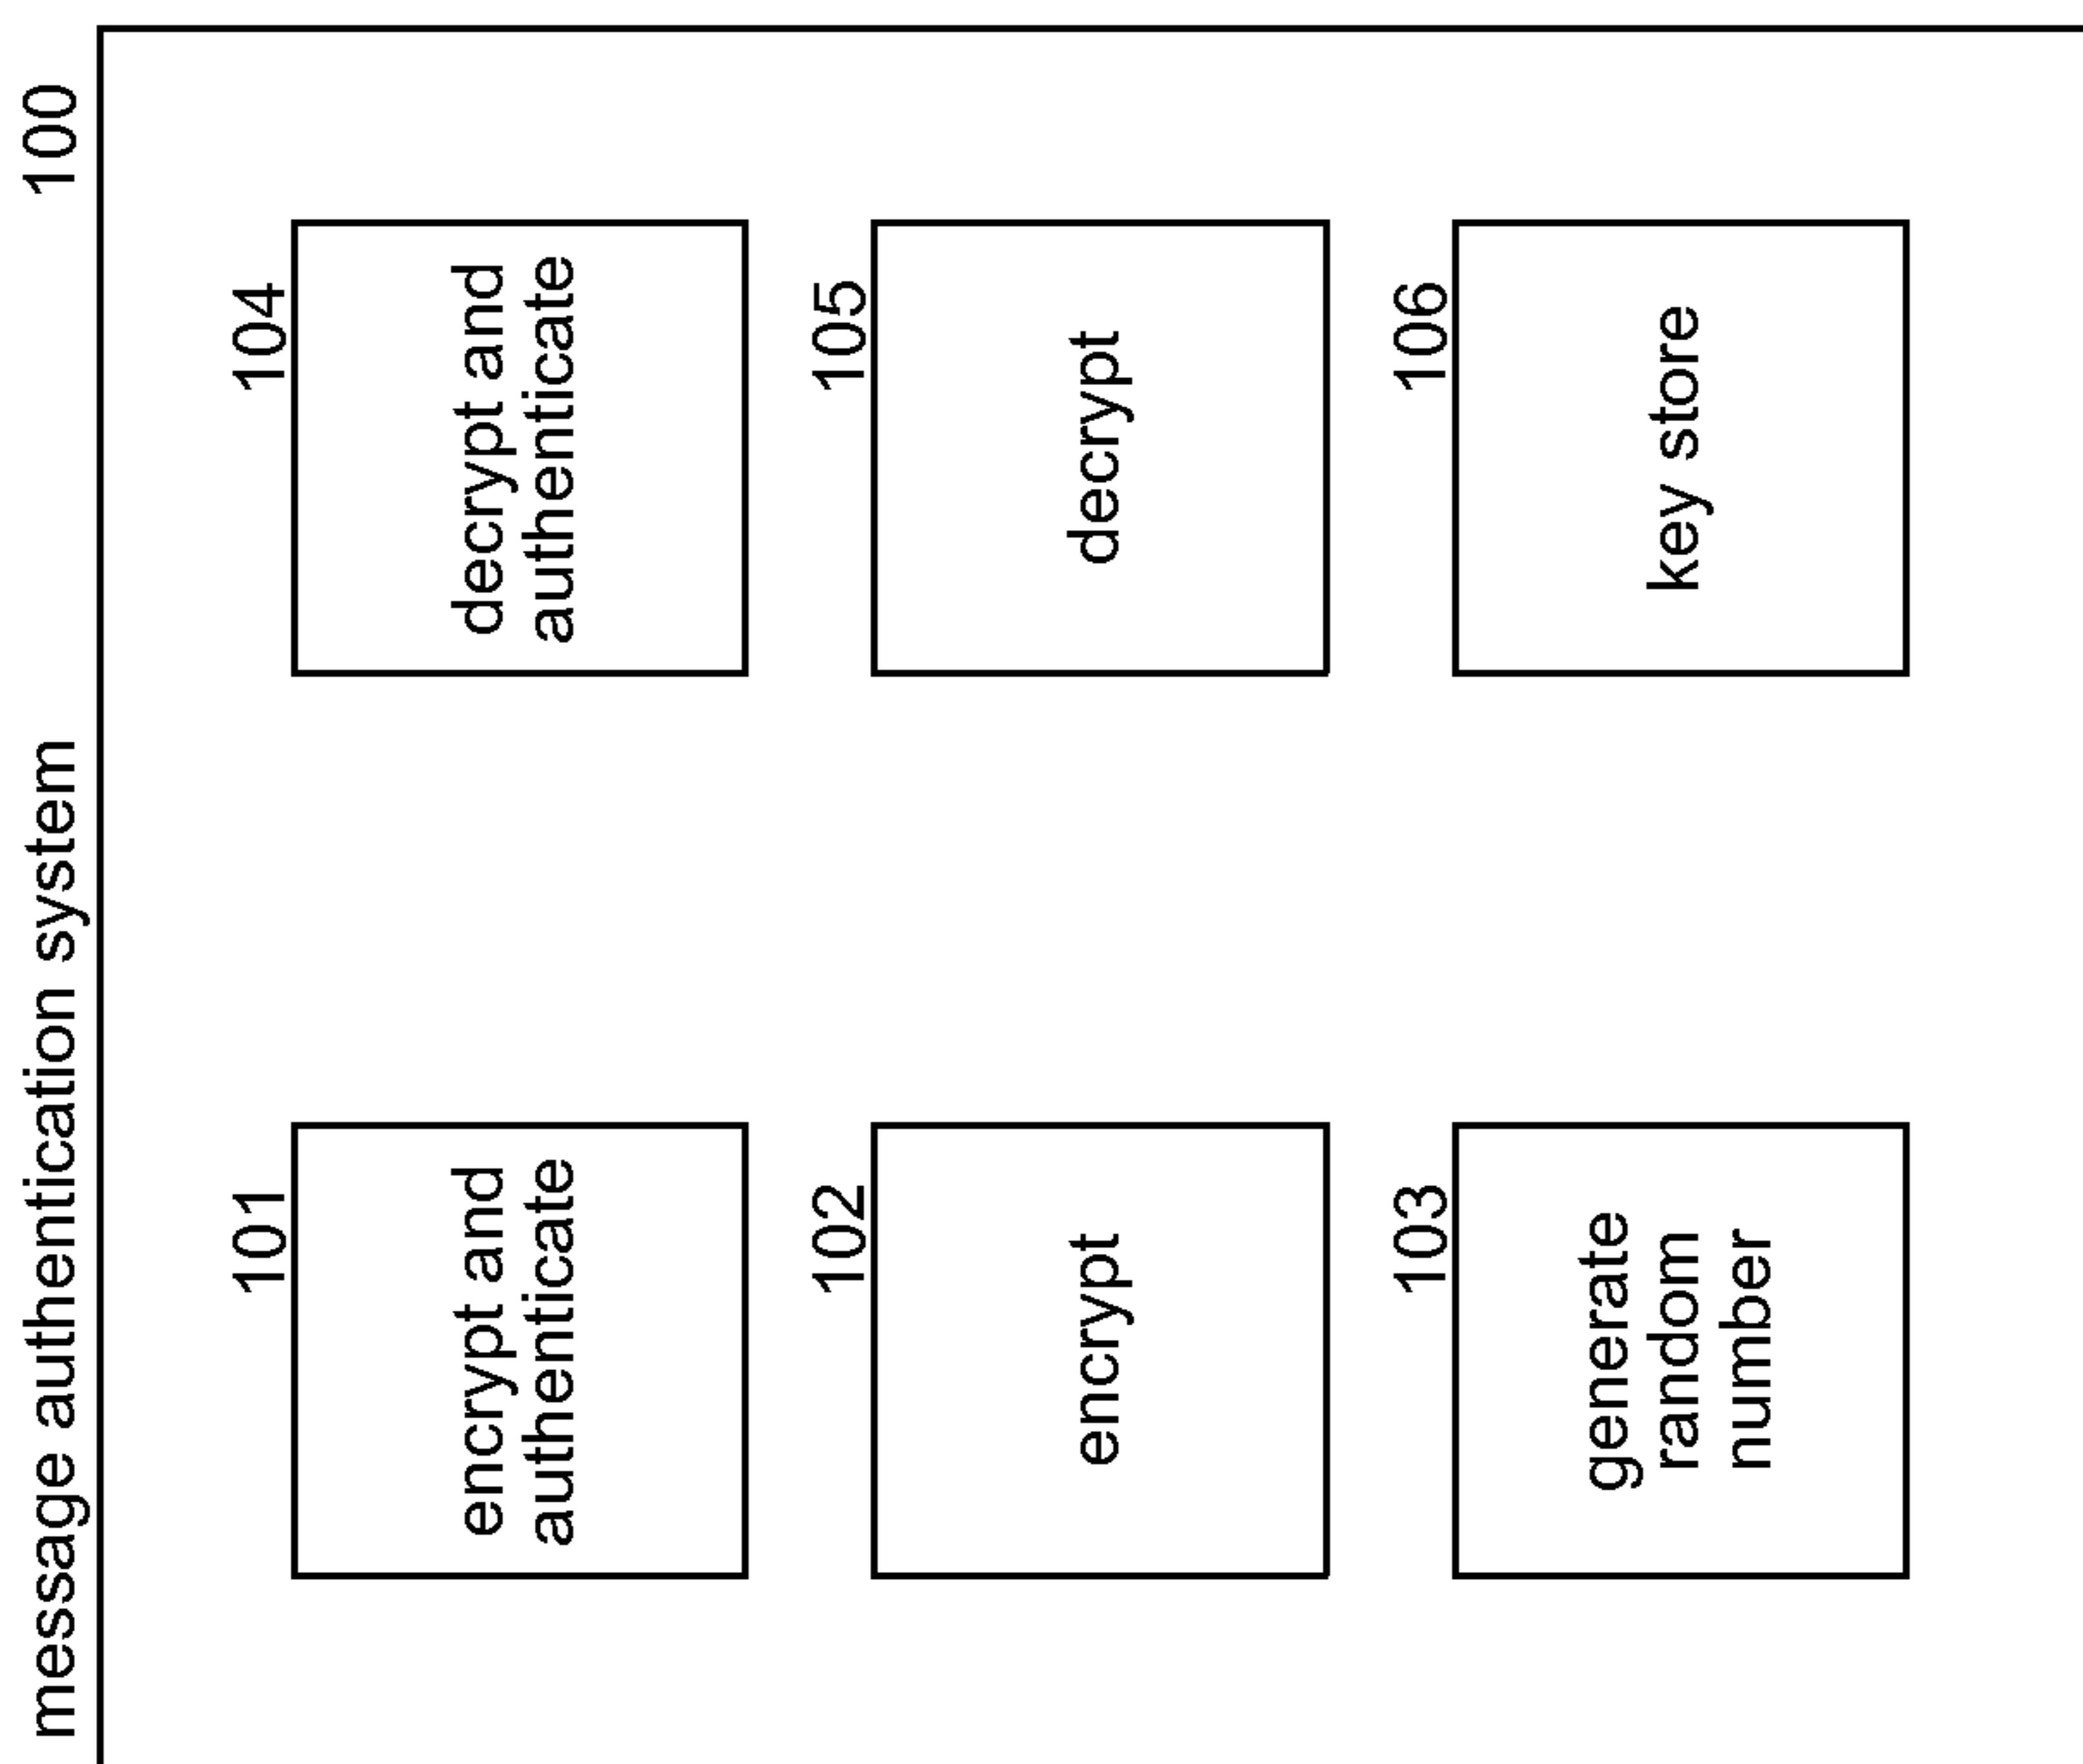 message authentication system 100
101
encrypt and
authenticate
104
decrypt and
authenticate
102
encrypt
105
decrypt
103
generate
random
number
106
key store